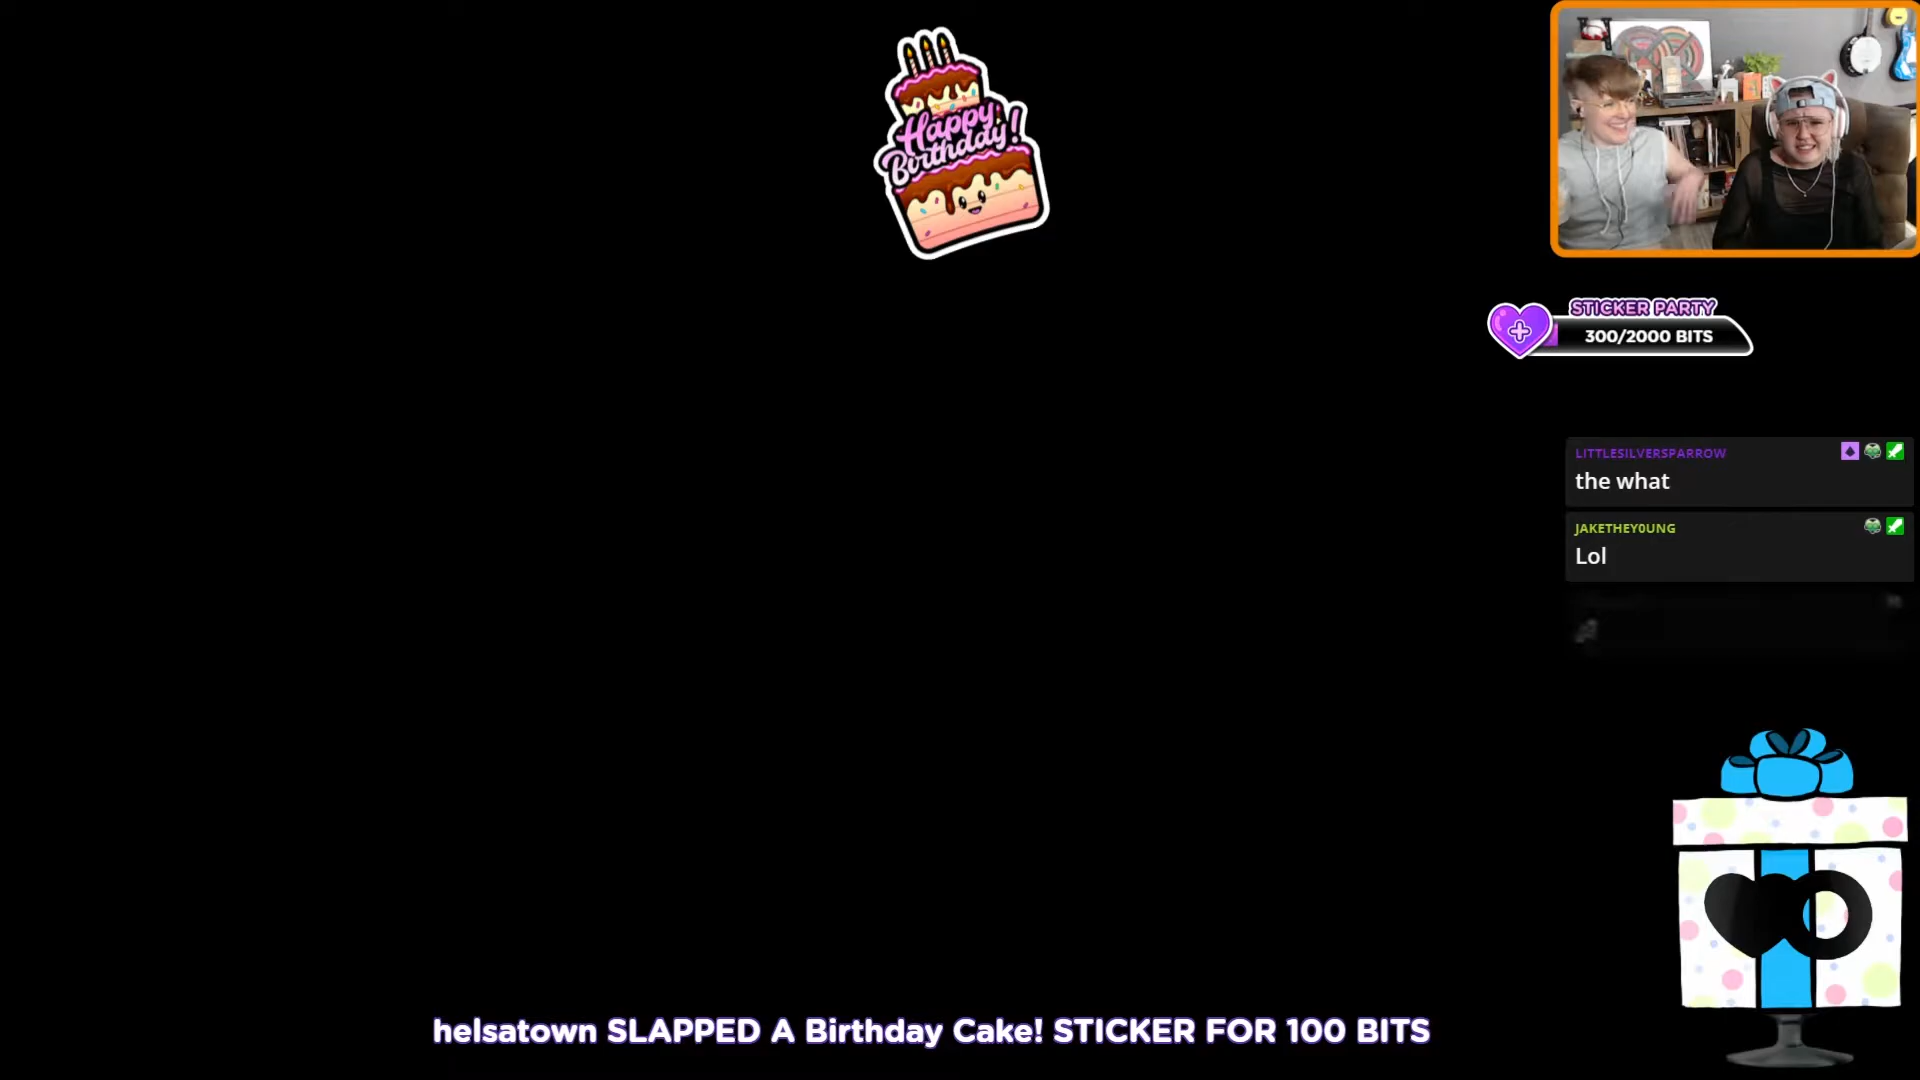 Happy
Birthday!
STICKER PARTY
300/2000 BITS
LITTLESILVERSPARROW
the what
JAKETHEY0UNG
Lol
helsatown SLAPPED A Birthday Cake! STICKER FOR 100 BITS